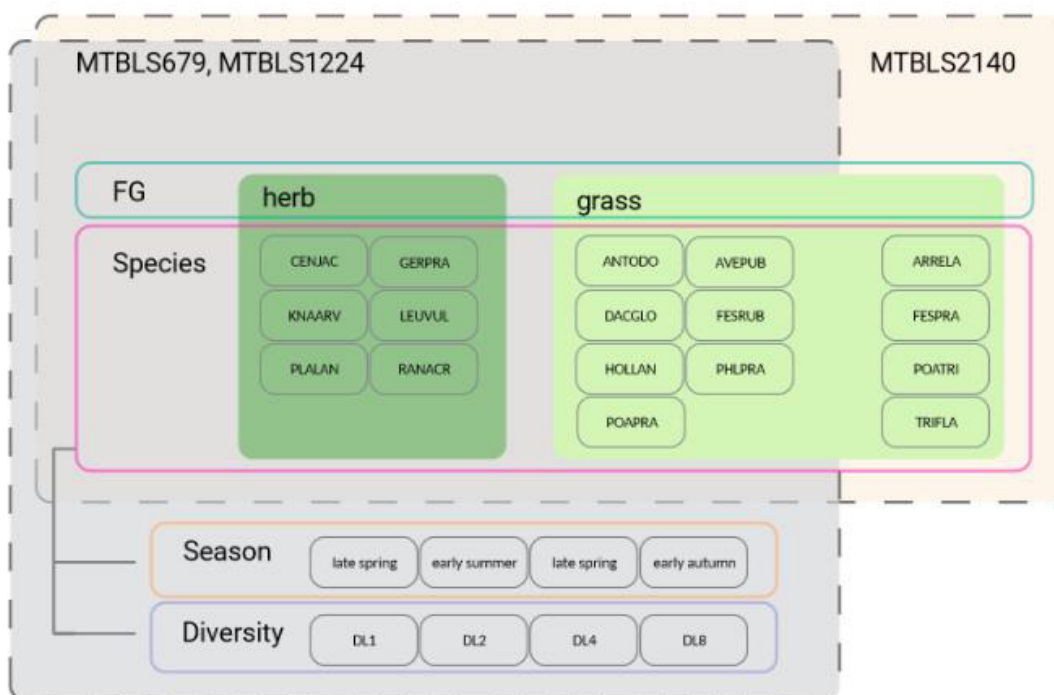 MTBLS679, MTBLS1224 MTBLS2140
FG herb grass
Species CENJAC GERPRA ANTODO AVEPUB ARRELA
KNAARV LEUVUL DACGLO FESRUB FESPRA
PLALAN RANACR HOLLAN PHLPRA POATRI
POAPRA TRIFLA
Season late spring early summer late spring early autumn
Diversity DL1 DL2 DL4 DL8